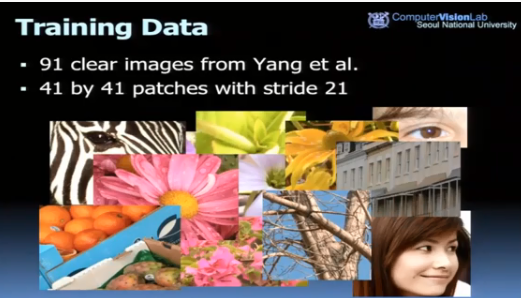 Training Data
ComputerVisionLab
Seoul National University
91 clear images from Yang et al.
41 by 41 patches with stride 21